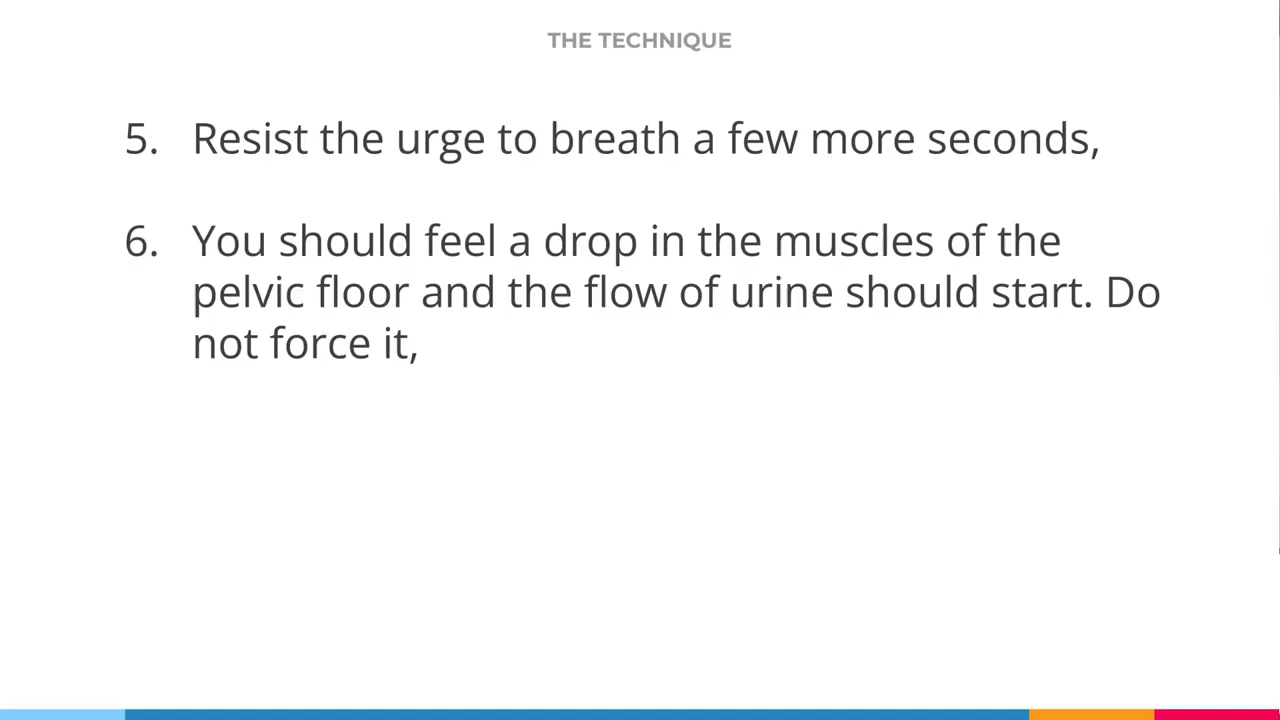 THE TECHNIQUE
5. Resist the urge to breath a few more seconds,
6. You should feel a drop in the muscles of the
pelvic floor and the flow of urine should start. Do
not force it,